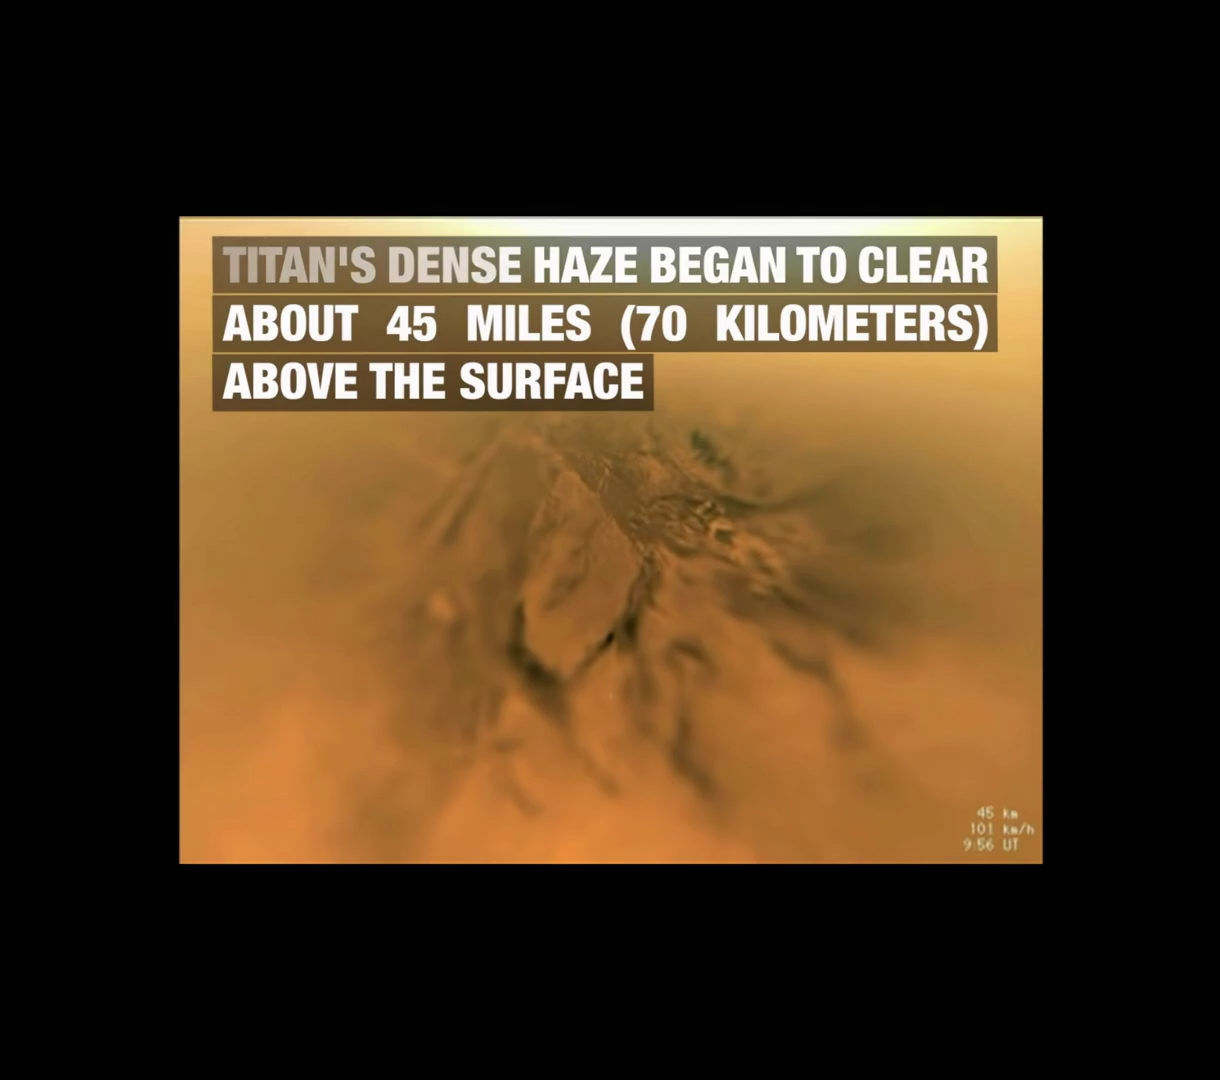 TITAN'S DENSE HAZE BEGAN TO CLEAR
ABOUT 45 MILES (70 KILOMETERS)
ABOVE THE SURFACE
45 km
101 km/h
9:56 UT